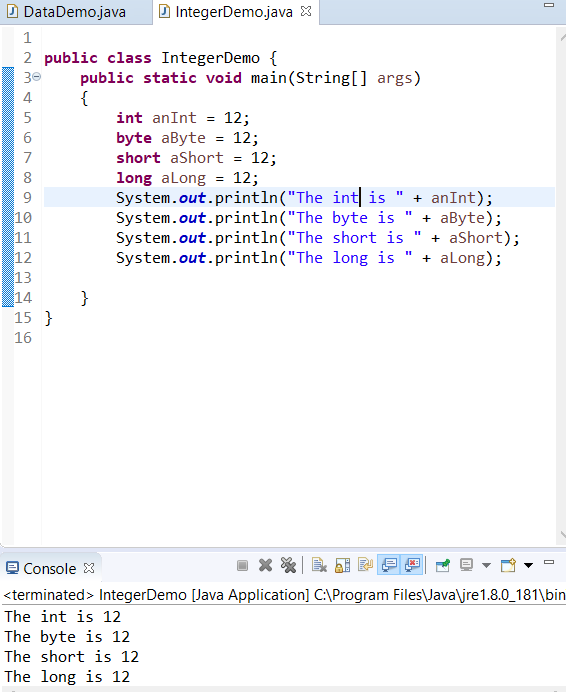 DataDemo.java IntegerDemo.java
1
2 public class IntegerDemo {
3 public static void main(String[] args)
4 {
5 int anInt = 12;
6 byte aByte = 12;
7 short aShort = 12;
8 long aLong = 12;
9 System.out.println("The int is " + anInt);
10 System.out.println("The byte is " + aByte);
11 System.out.println("The short is " + aShort);
12 System.out.println("The long is " + aLong);
13
14 }
15 }
16
Console
<terminated> IntegerDemo [Java Application] C:\Program Files\Java\jre1.8.0_181\bin
The int is 12
The byte is 12
The short is 12
The long is 12